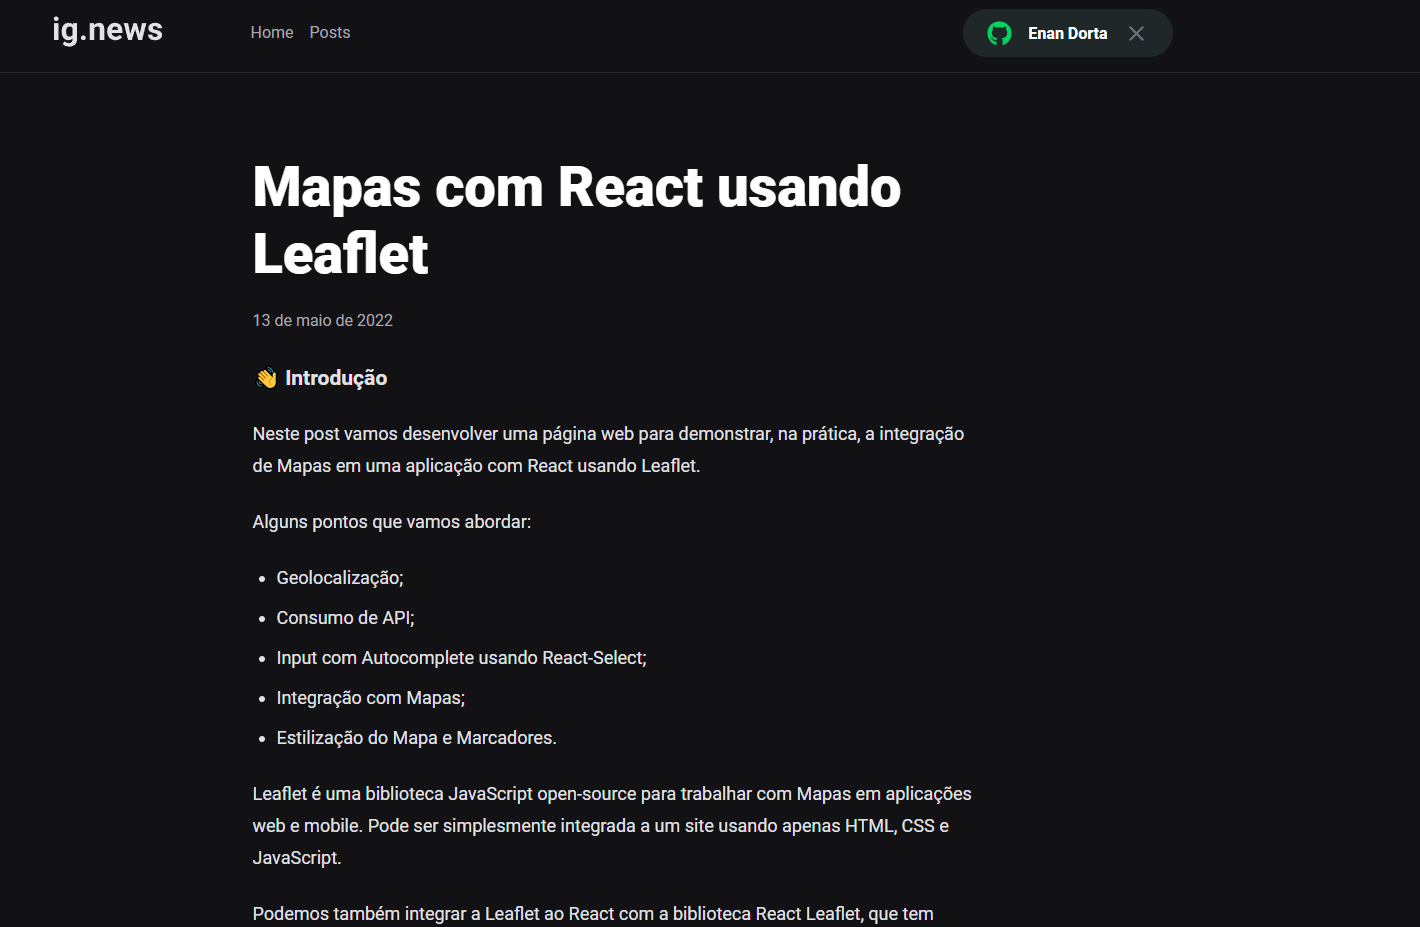 ig.news
Home Posts
Enan Dorta
Mapas com React usando
Leaflet
13 de maio de 2022
👋 Introdução
Neste post vamos desenvolver uma página web para demonstrar, na prática, a integração
de Mapas em uma aplicação com React usando Leaflet.
Alguns pontos que vamos abordar:
• Geolocalização;
• Consumo de API;
• Input com Autocomplete usando React-Select;
• Integração com Mapas;
• Estilização do Mapa e Marcadores.
Leaflet é uma biblioteca JavaScript open-source para trabalhar com Mapas em aplicações
web e mobile. Pode ser simplesmente integrada a um site usando apenas HTML, CSS e
JavaScript.
Podemos também integrar a Leaflet ao React com a biblioteca React Leaflet, que tem